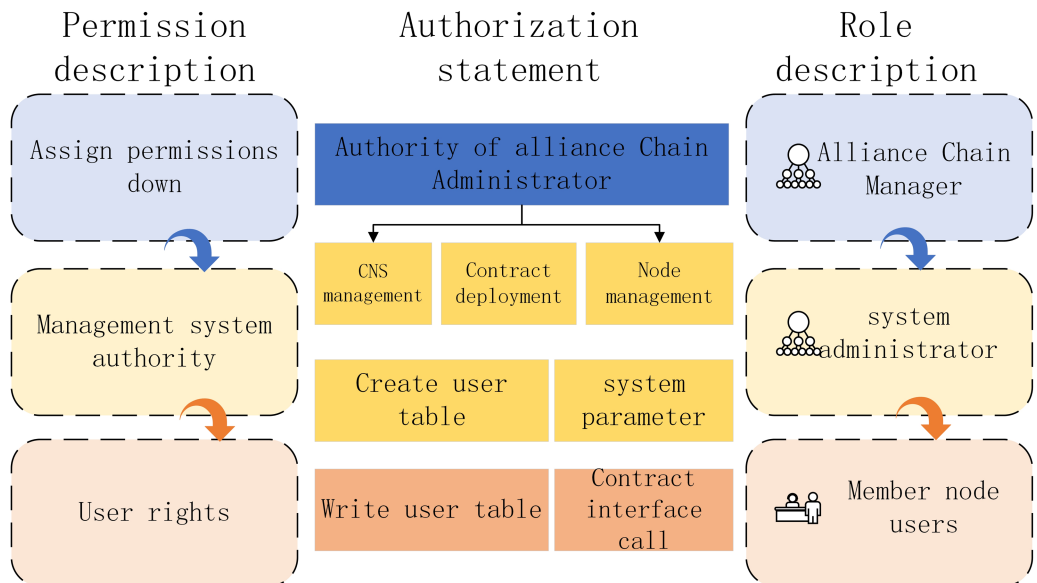 Permission
description
Authorization
statement
Role
description
Assign permissions
down
Authority of alliance Chain
Administrator
Alliance Chain
Manager
CNS
management
Contract
deployment
Node
management
Management system
authority
system
administrator
Create user
table
system
parameter
User rights
Write user table
Contract
interface
call
Member node
users